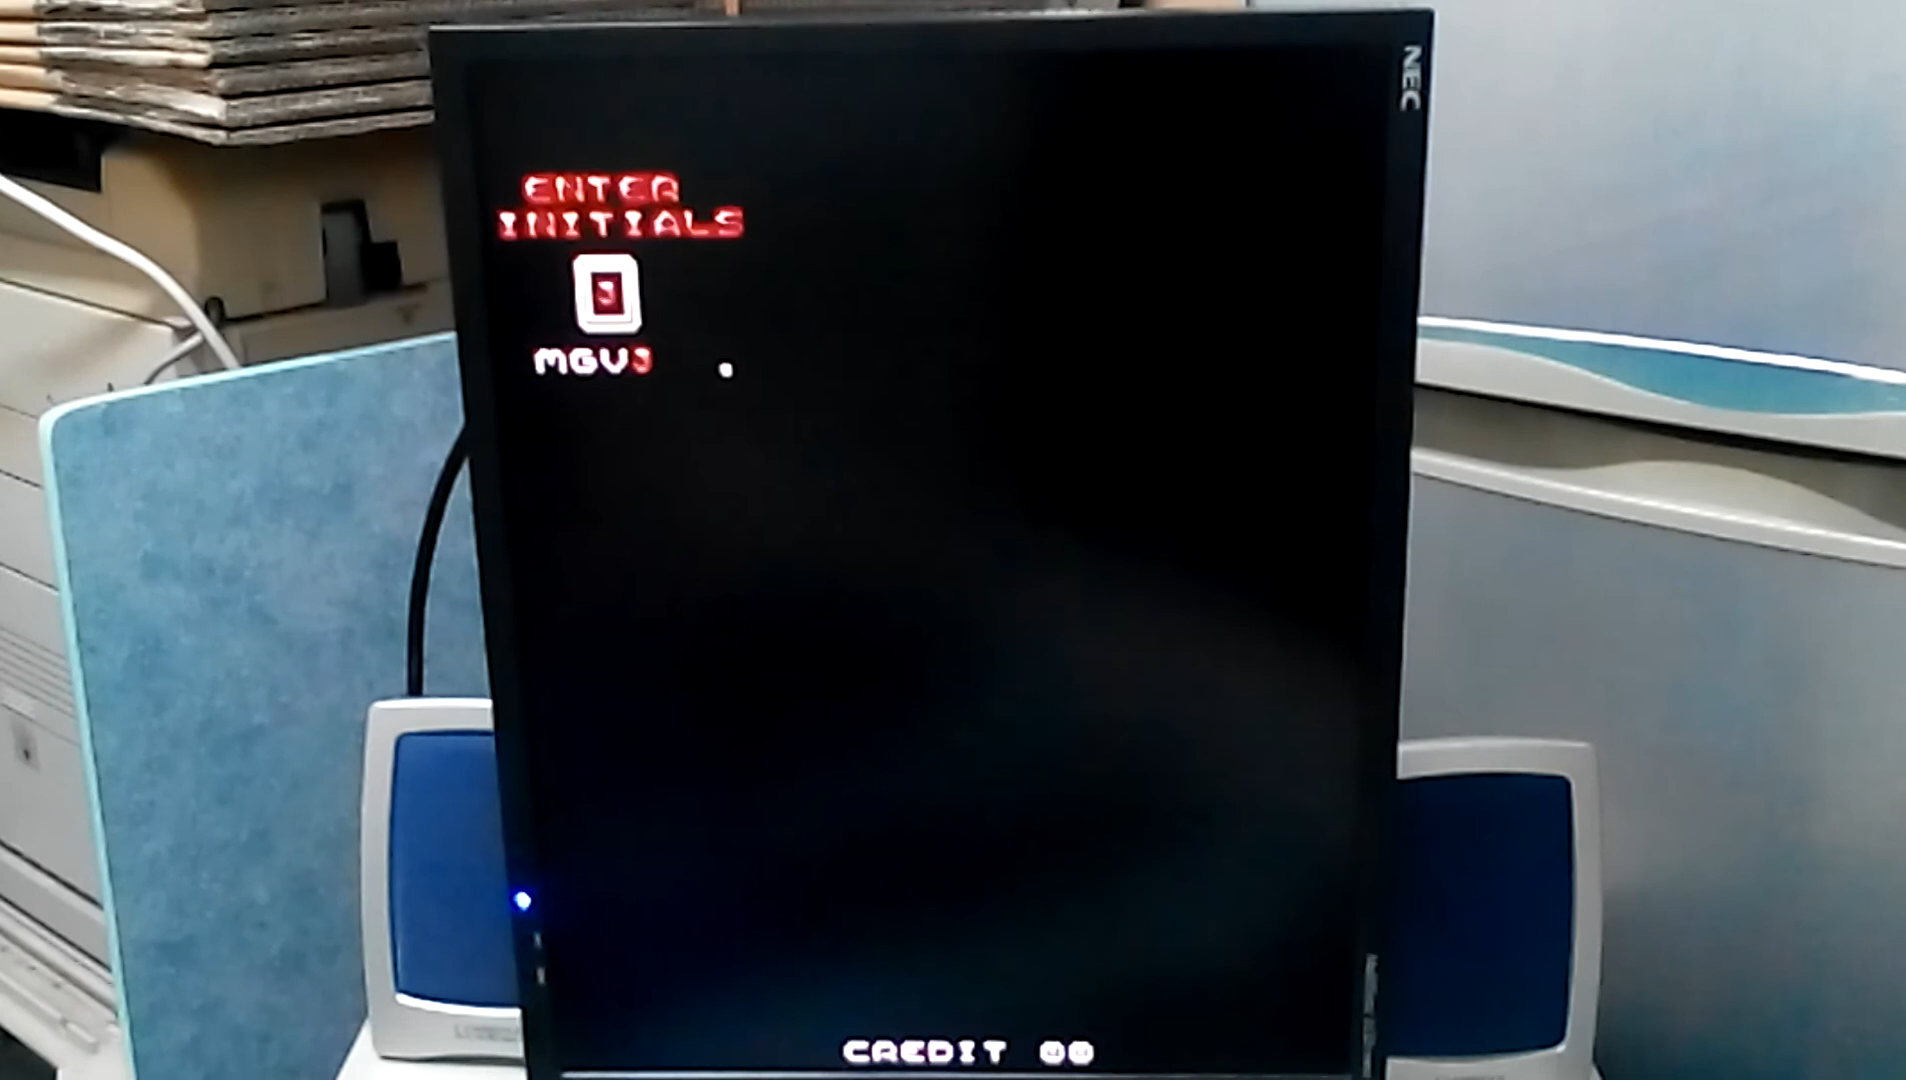 NEC
ENTER
INITIALS
J
MGVJ .
CREDIT 00